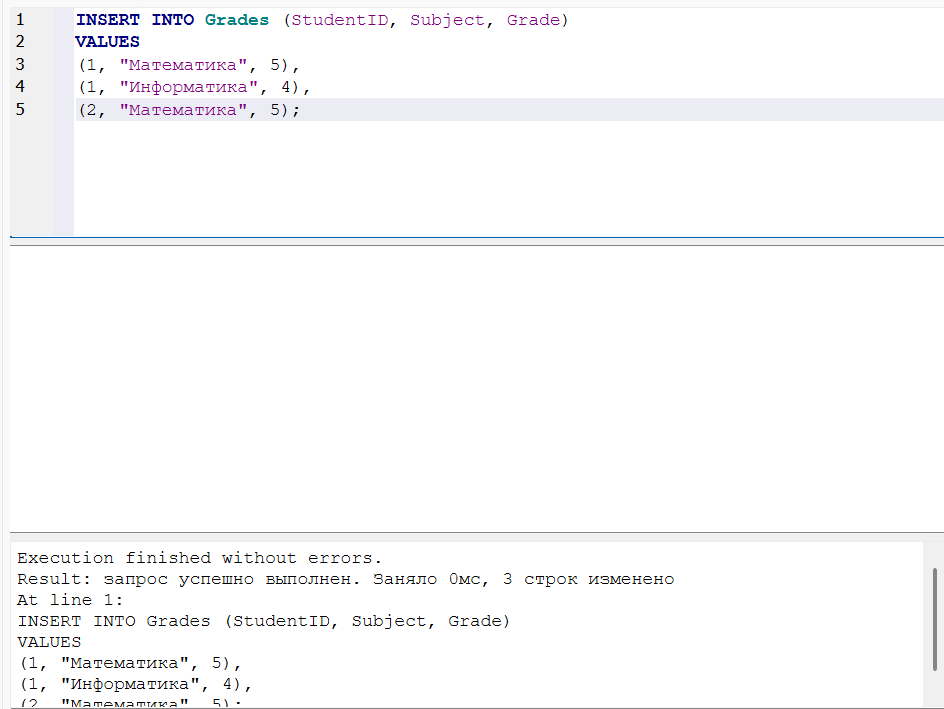 1 INSERT INTO Grades (StudentID, Subject, Grade)
2 VALUES
3 (1, "Математика", 5),
4 (1, "Информатика", 4),
5 (2, "Математика", 5);
Execution finished without errors.
Result: запрос успешно выполнен. Заняло 0мс, 3 строк изменено
At line 1:
INSERT INTO Grades (StudentID, Subject, Grade)
VALUES
(1, "Математика", 5),
(1, "Информатика", 4),
(2, "Математика", 5);